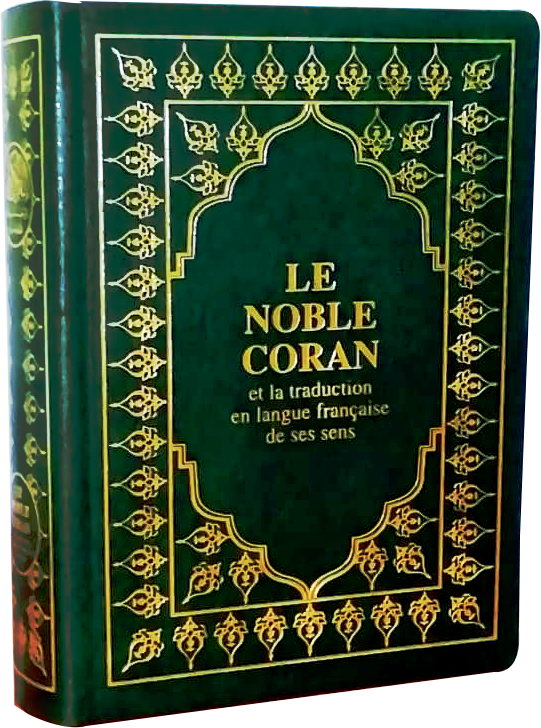 LE
NOBLE
CORAN
et la traduction
en langue française
de ses sens